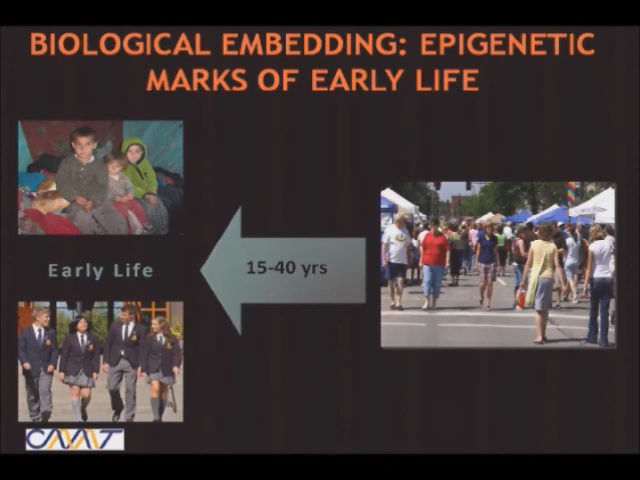 BIOLOGICAL EMBEDDING: EPIGENETIC
MARKS OF EARLY LIFE
Early Life
15-40 yrs
CMMT